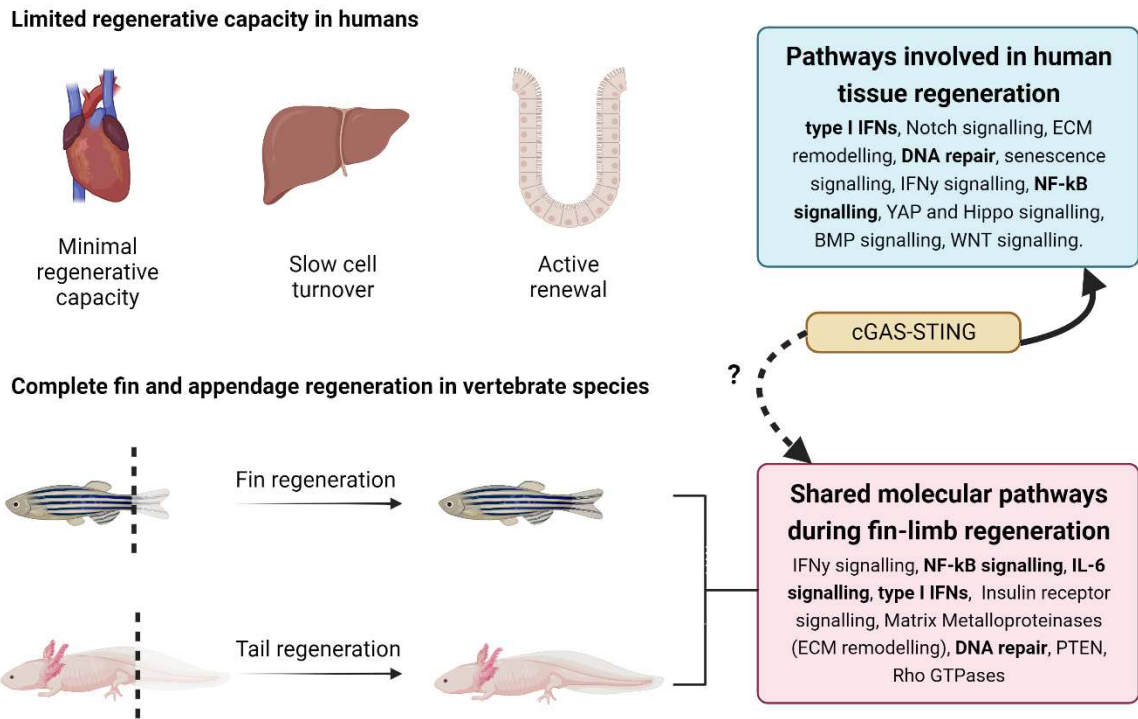 Limited regenerative capacity in humans
Minimal
regenerative
capacity
Slow cell
turnover
Active
renewal
Pathways involved in human
tissue regeneration
type I IFNs, Notch signalling, ECM
remodelling, DNA repair, senescence
signalling, IFNy signalling, NF-kB
signalling, YAP and Hippo signalling,
BMP signalling, WNT signalling.
cGAS-STING
?
Complete fin and appendage regeneration in vertebrate species
Fin regeneration
Tail regeneration
Shared molecular pathways
during fin-limb regeneration
IFNy signalling, NF-kB signalling, IL-6
signalling, type I IFNs, Insulin receptor
signalling, Matrix Metalloproteinases
(ECM remodelling), DNA repair, PTEN,
Rho GTPases